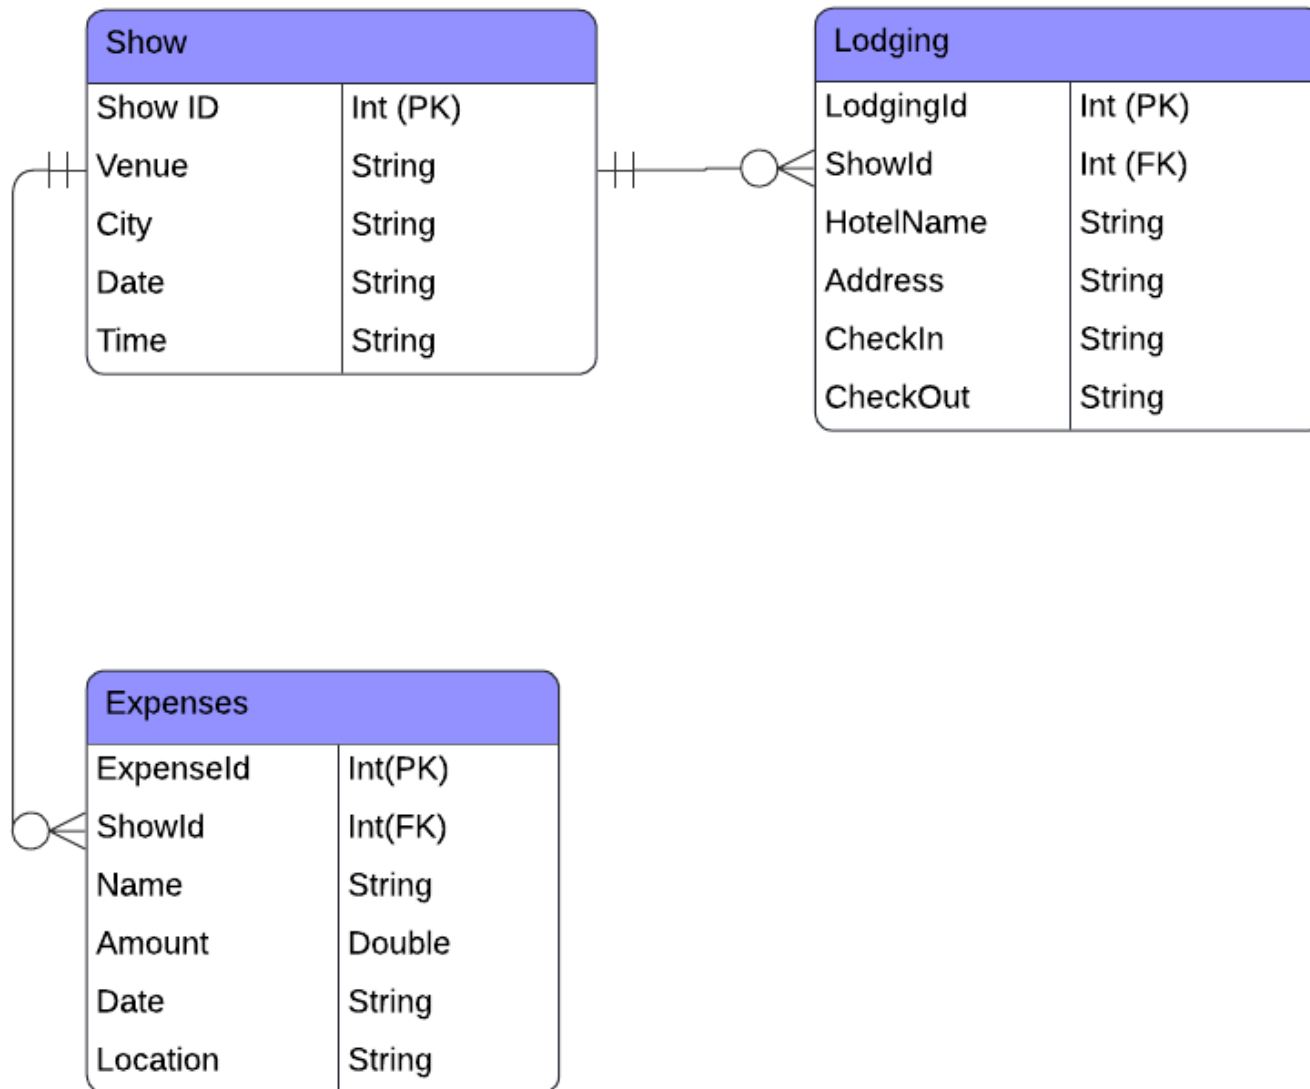 Show
Show ID Int (PK)
Venue String
City String
Date String
Time String
Lodging
LodgingId Int (PK)
ShowId Int (FK)
HotelName String
Address String
CheckIn String
CheckOut String
Expenses
ExpenseId Int(PK)
ShowId Int(FK)
Name String
Amount Double
Date String
Location String